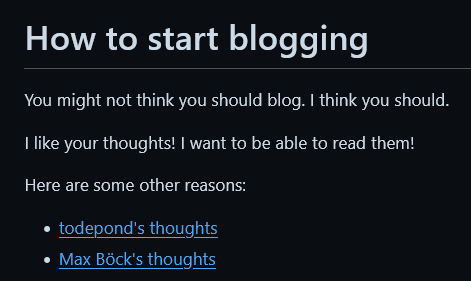 How to start blogging
You might not think you should blog. I think you should.
I like your thoughts! I want to be able to read them!
Here are some other reasons:
• todepond's thoughts
• Max Böck's thoughts